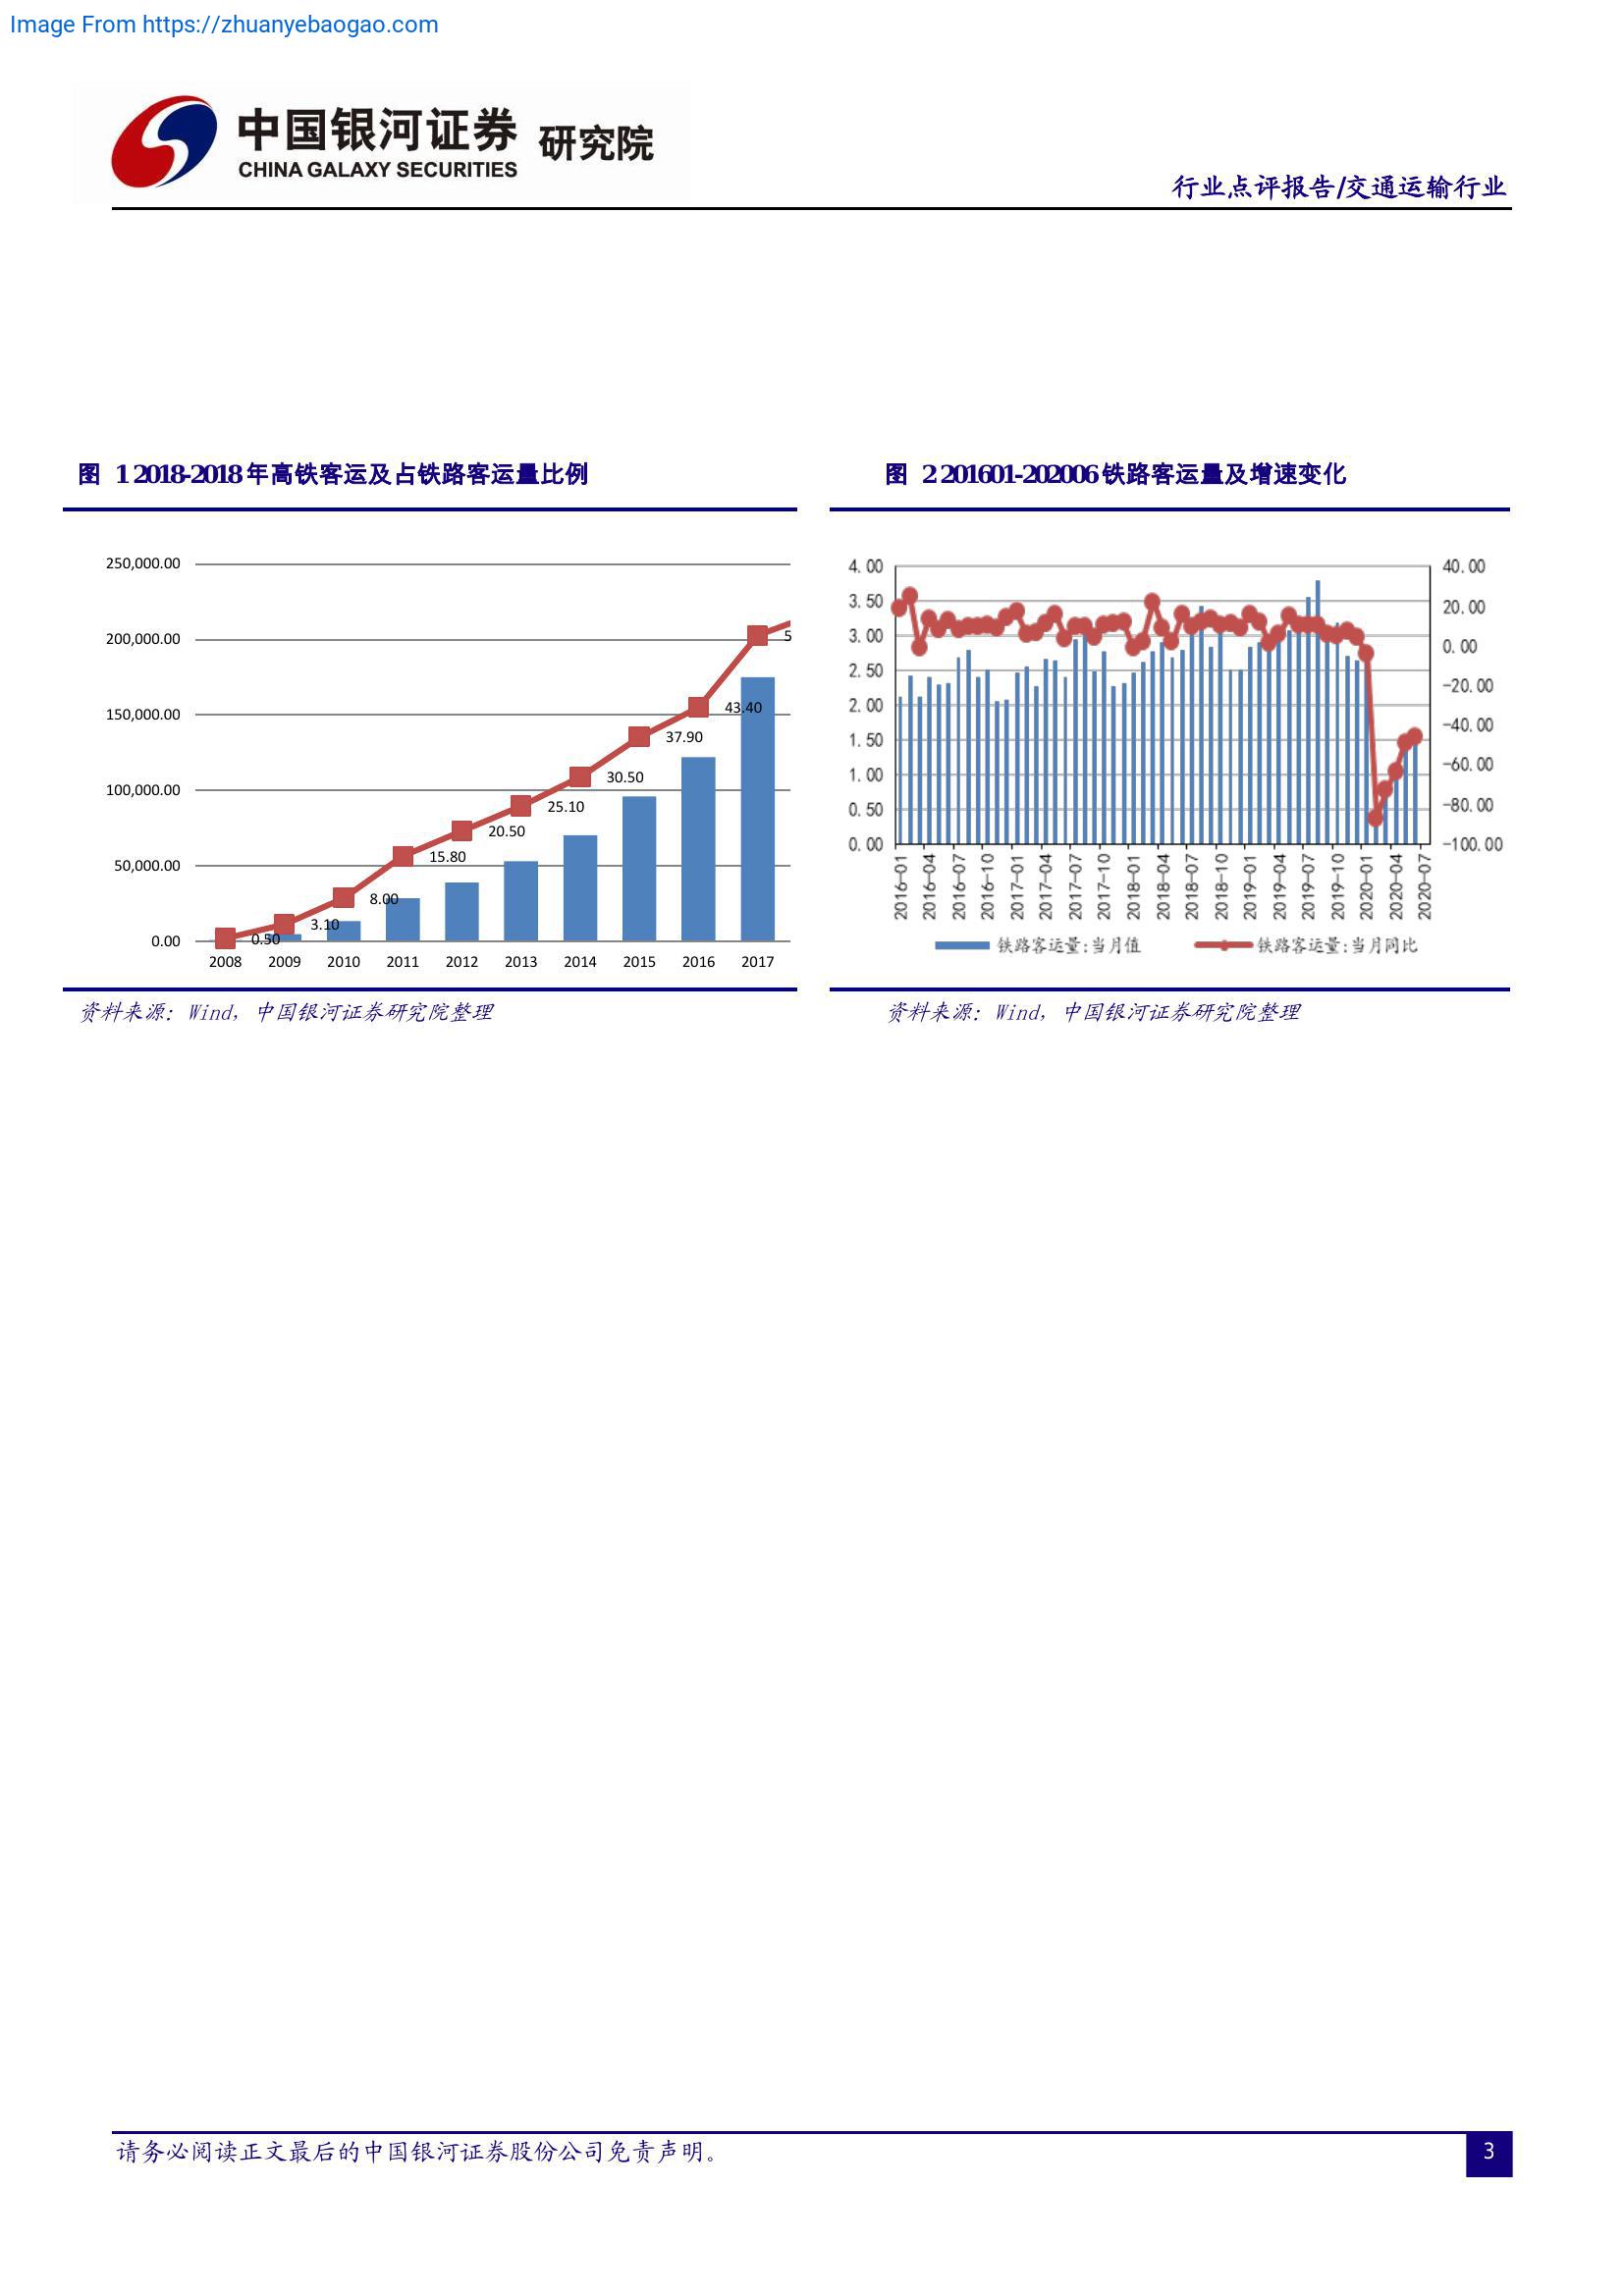 Image From https://zhuanyebaogao.com
中国银河证券 研究院
CHINA GALAXY SECURITIES
行业点评报告/交通运输行业
图 1 2018-2018 年高铁客运及占铁路客运量比例
250,000.00
200,000.00
150,000.00
100,000.00
50,000.00
0.00
0.50
3.10
8.00
15.80
20.50
25.10
30.50
37.90
43.40
5
2008 2009 2010 2011 2012 2013 2014 2015 2016 2017
资料来源：Wind，中国银河证券研究院整理
图 2 201601-202006 铁路客运量及增速变化
4.00
3.50
3.00
2.50
2.00
1.50
1.00
0.50
0.00
40.00
20.00
0.00
-20.00
-40.00
-60.00
-80.00
-100.00
2016-01 2016-04 2016-07 2016-10 2017-01 2017-04 2017-07 2017-10 2018-01 2018-04 2018-07 2018-10 2019-01 2019-04 2019-07 2019-10 2020-01 2020-04 2020-07
铁路客运量:当月值 铁路客运量:当月同比
资料来源：Wind，中国银河证券研究院整理
请务必阅读正文最后的中国银河证券股份公司免责声明。
3